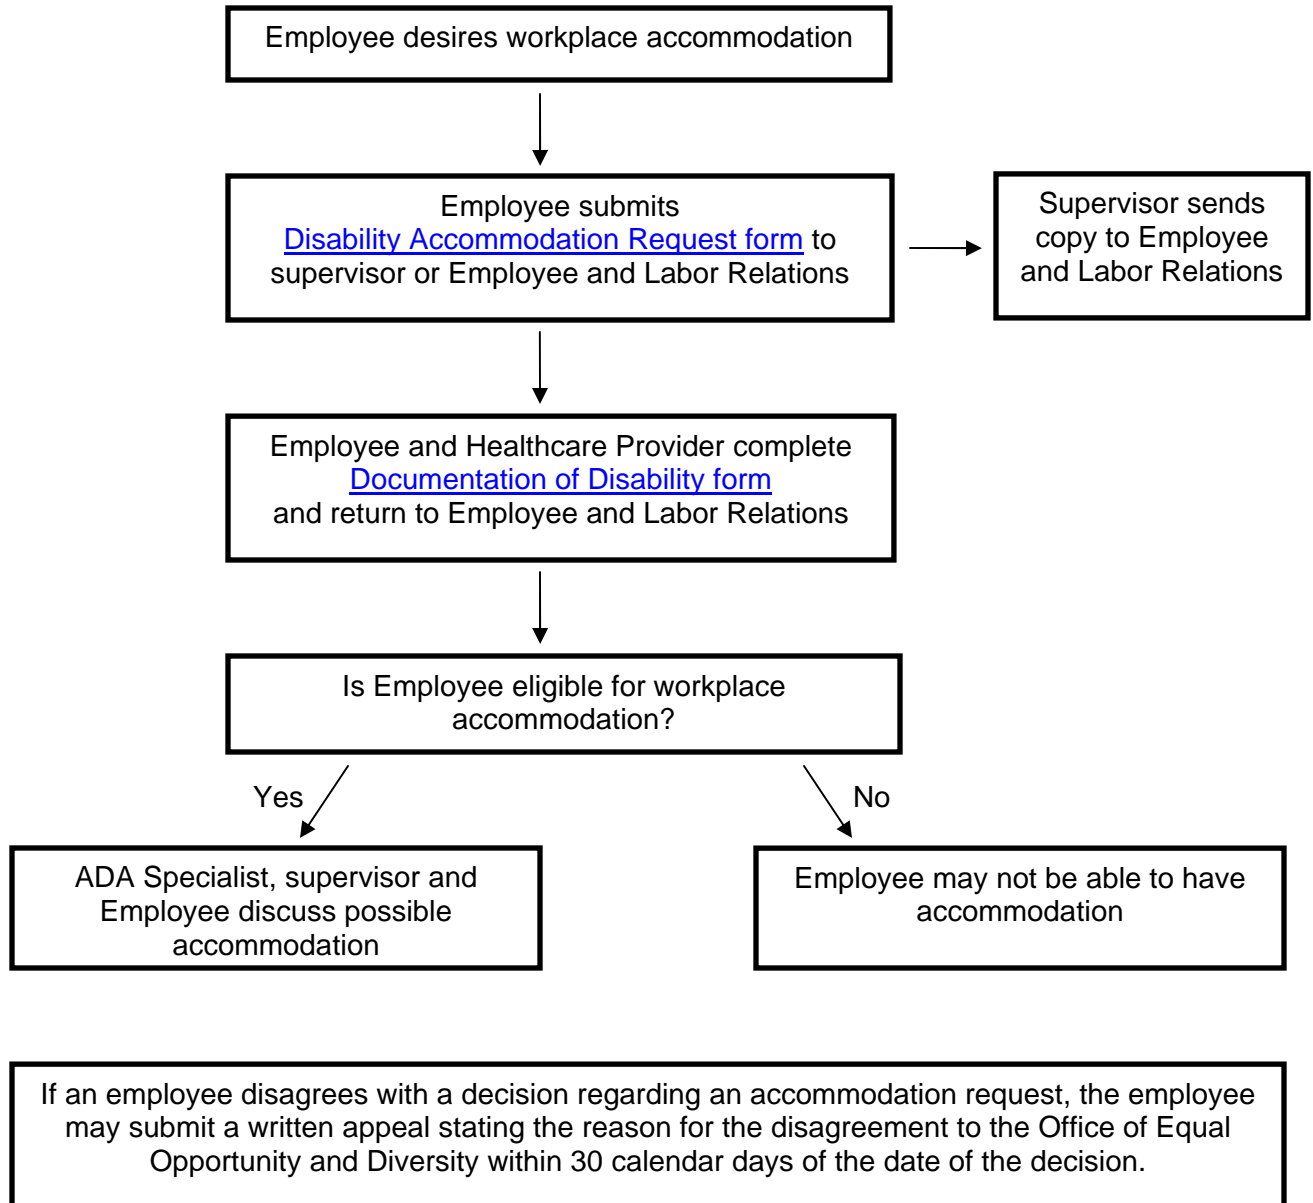 Employee desires workplace accommodation
Employee submits
Disability Accommodation Request form to
supervisor or Employee and Labor Relations
Supervisor sends
copy to Employee
and Labor Relations
Employee and Healthcare Provider complete
Documentation of Disability form
and return to Employee and Labor Relations
Is Employee eligible for workplace
accommodation?
Yes
No
ADA Specialist, supervisor and
Employee discuss possible
accommodation
Employee may not be able to have
accommodation
If an employee disagrees with a decision regarding an accommodation request, the employee
may submit a written appeal stating the reason for the disagreement to the Office of Equal
Opportunity and Diversity within 30 calendar days of the date of the decision.